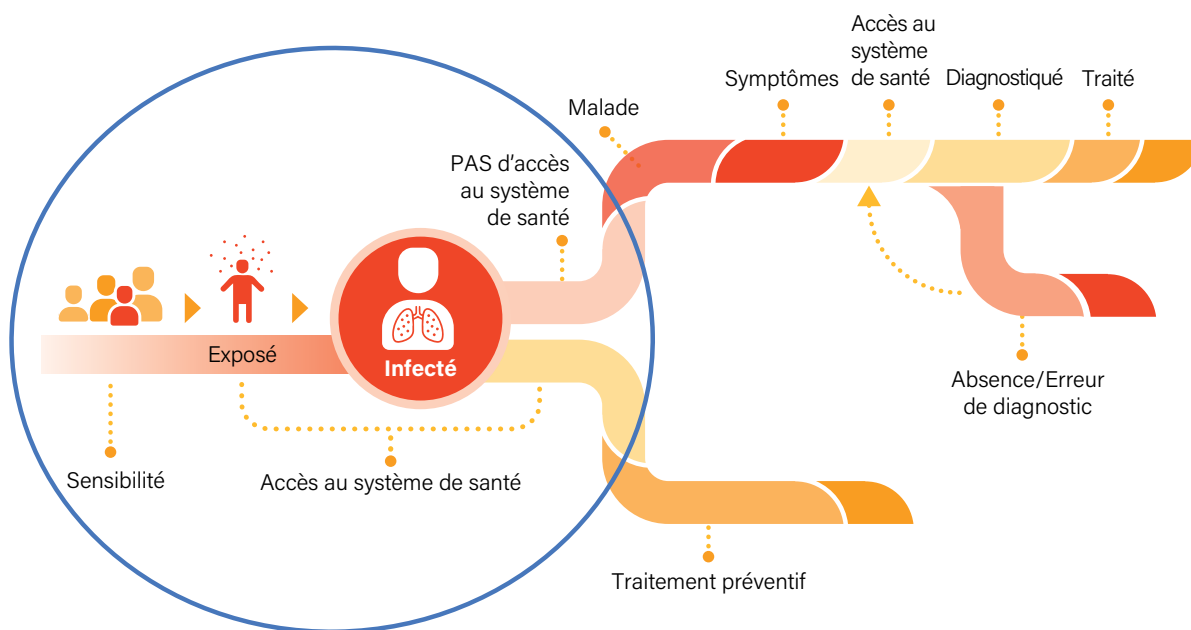 Accès au
système
de santé
Symptômes
Diagnostiqué
Traité
Malade
PAS d’accès
au système
de santé
Exposé
Infecté
Absence/Erreur
de diagnostic
Sensibilité
Accès au système de santé
Traitement préventif